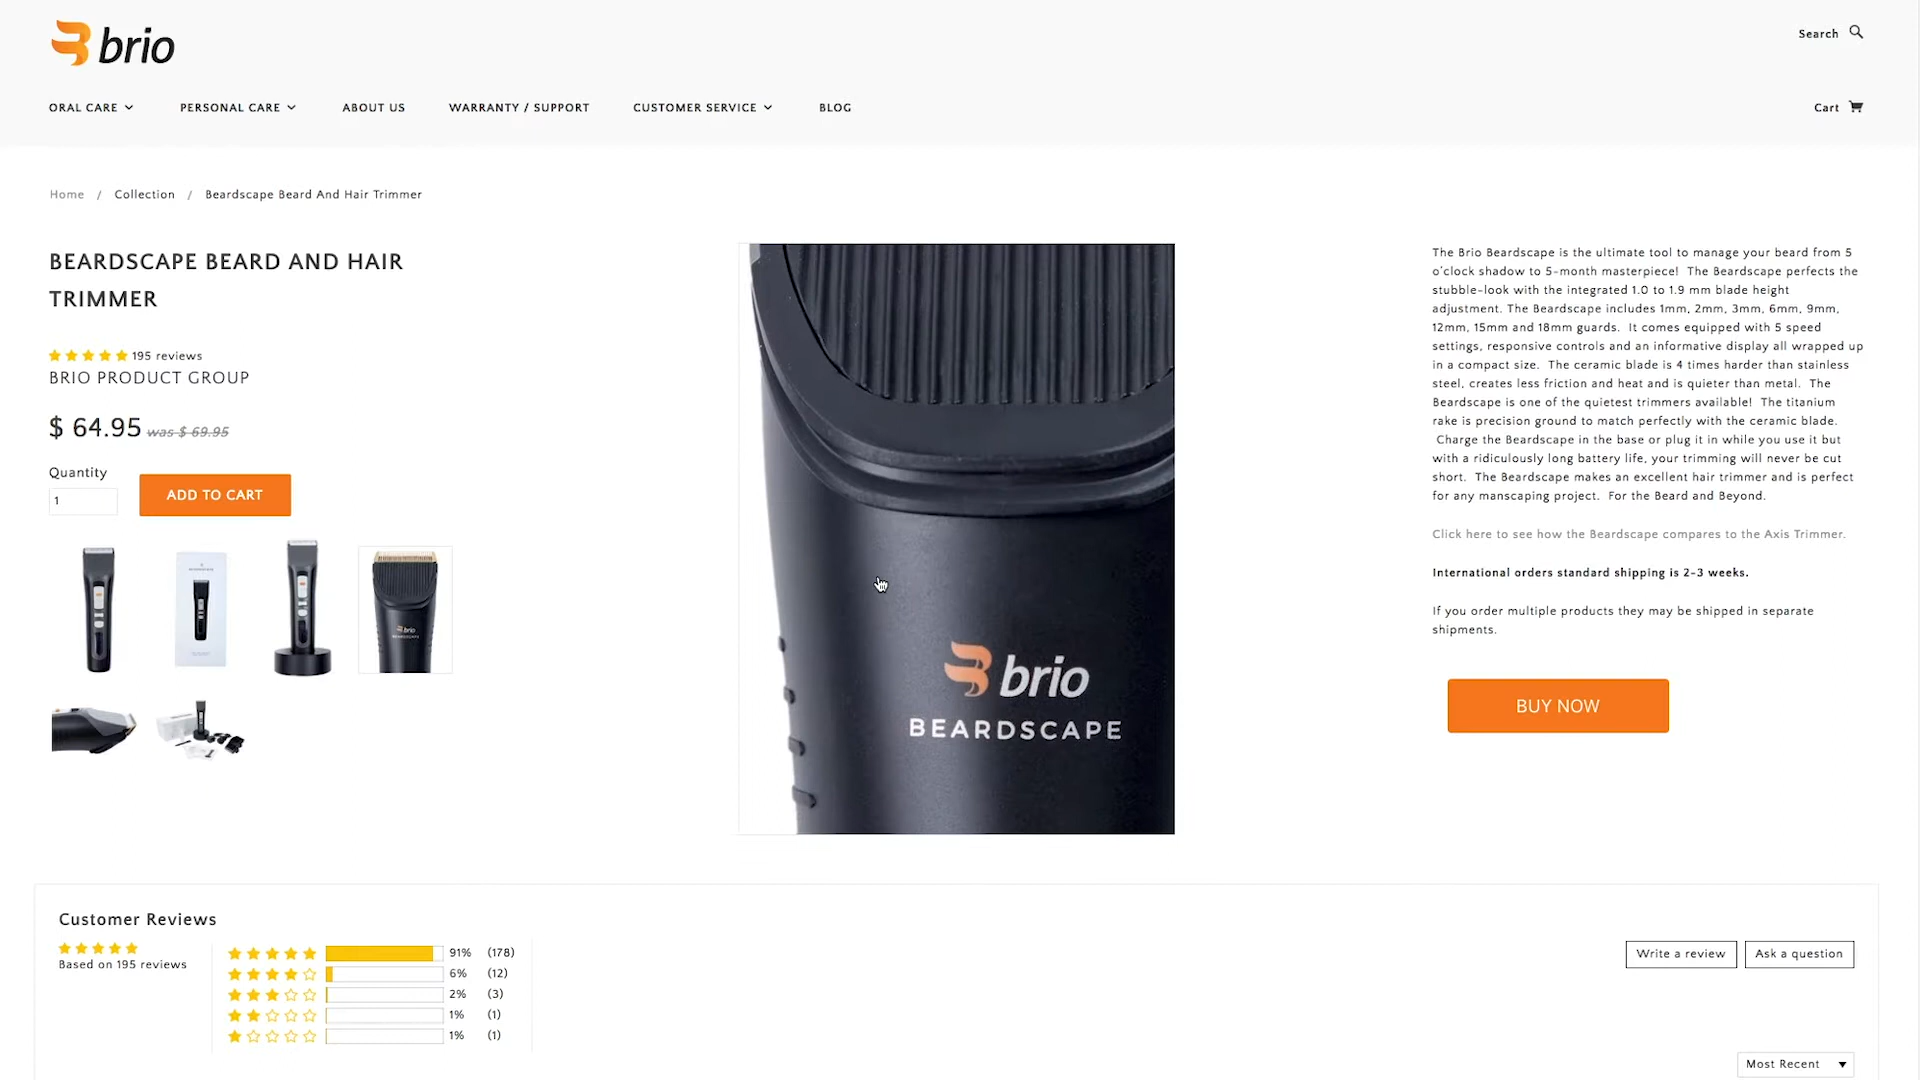 brio
Search
ORAL CARE
PERSONAL CARE
ABOUT US
WARRANTY / SUPPORT
CUSTOMER SERVICE
BLOG
Cart
Home / Collection / Beardscape Beard And Hair Trimmer
BEARDSCAPE BEARD AND HAIR
TRIMMER
195 reviews
BRIO PRODUCT GROUP
$ 64.95 was $ 69.95
Quantity
1
ADD TO CART
brio
BEARDSCAPE
The Brio Beardscape is the ultimate tool to manage your beard from 5
o'clock shadow to 5-month masterpiece! The Beardscape perfects the
stubble-look with the integrated 1.0 to 1.9 mm blade height
adjustment. The Beardscape includes 1mm, 2mm, 3mm, 6mm, 9mm,
12mm, 15mm and 18mm guards. It comes equipped with 5 speed
settings, responsive controls and an informative display all wrapped up
in a compact size. The ceramic blade is 4 times harder than stainless
steel, creates less friction and heat and is quieter than metal. The
Beardscape is one of the quietest trimmers available! The titanium
rake is precision ground to match perfectly with the ceramic blade.
Charge the Beardscape in the base or plug it in while you use it but
with a ridiculously long battery life, your trimming will never be cut
short. The Beardscape makes an excellent hair trimmer and is perfect
for any manscaping project. For the Beard and Beyond.
Click here to see how the Beardscape compares to the Axis Trimmer.
International orders standard shipping is 2-3 weeks.
If you order multiple products they may be shipped in separate
shipments.
BUY NOW
brio
BEARDSCAPE
Customer Reviews
Based on 195 reviews
91% (178)
6% (12)
2% (3)
1% (1)
1% (1)
Write a review
Ask a question
Most Recent